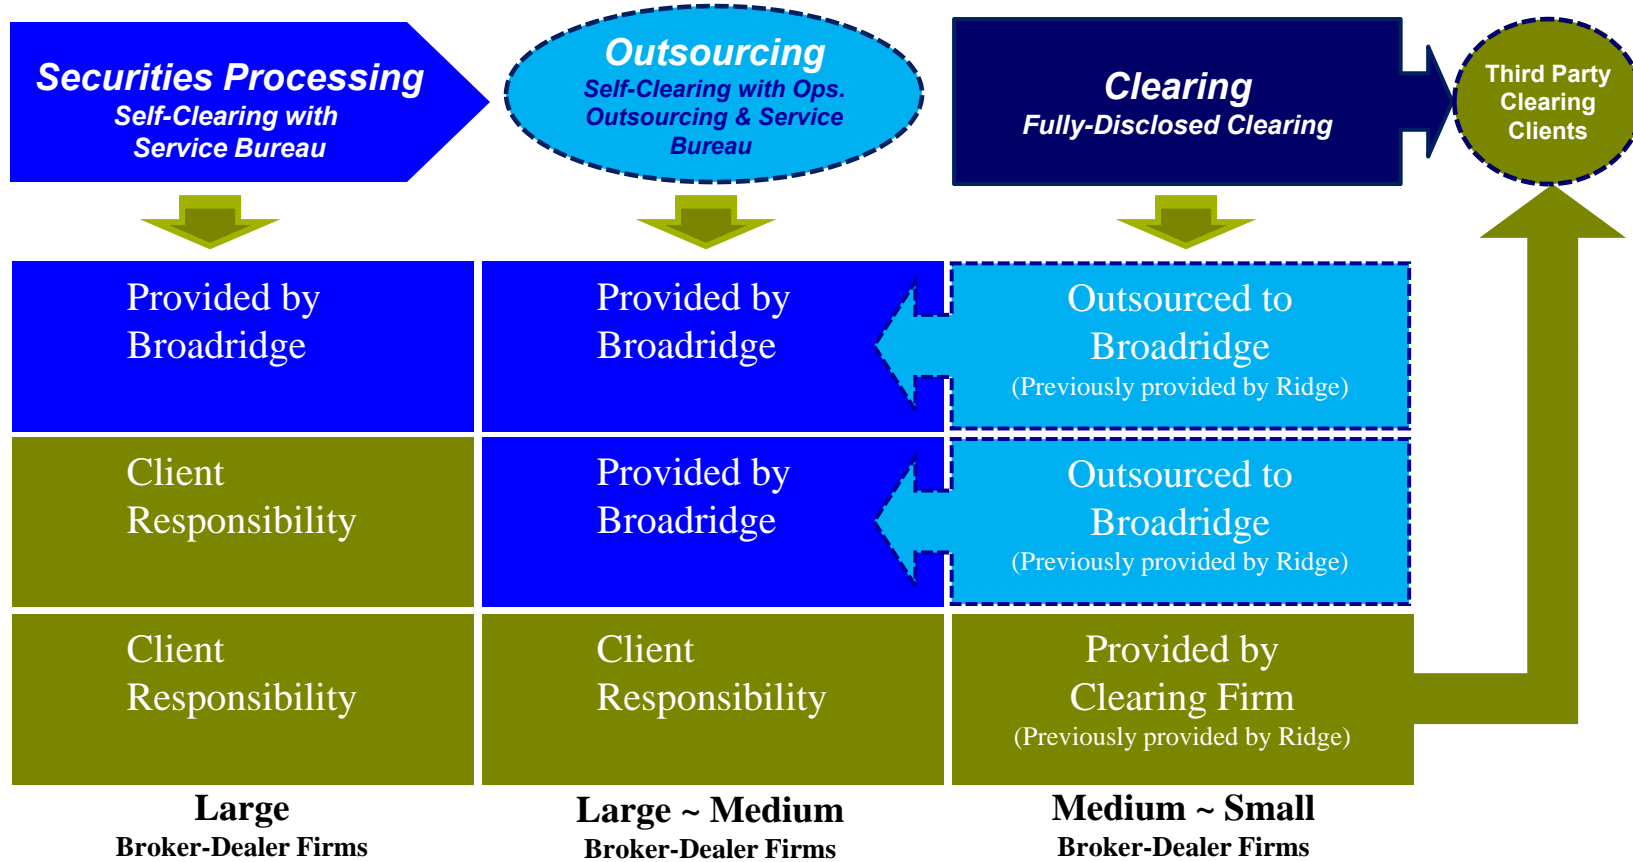 Securities Processing
Self-Clearing with
Service Bureau
Outsourcing
Self-Clearing with Ops.
Outsourcing & Service
Bureau
Clearing
Fully-Disclosed Clearing
Third Party
Clearing
Clients
Provided by
Broadridge
Provided by
Broadridge
Outsourced to
Broadridge
(Previously provided by Ridge)
Client
Responsibility
Provided by
Broadridge
Outsourced to
Broadridge
(Previously provided by Ridge)
Client
Responsibility
Client
Responsibility
Provided by
Clearing Firm
(Previously provided by Ridge)
Large
Broker-Dealer Firms
Large ~ Medium
Broker-Dealer Firms
Medium ~ Small
Broker-Dealer Firms